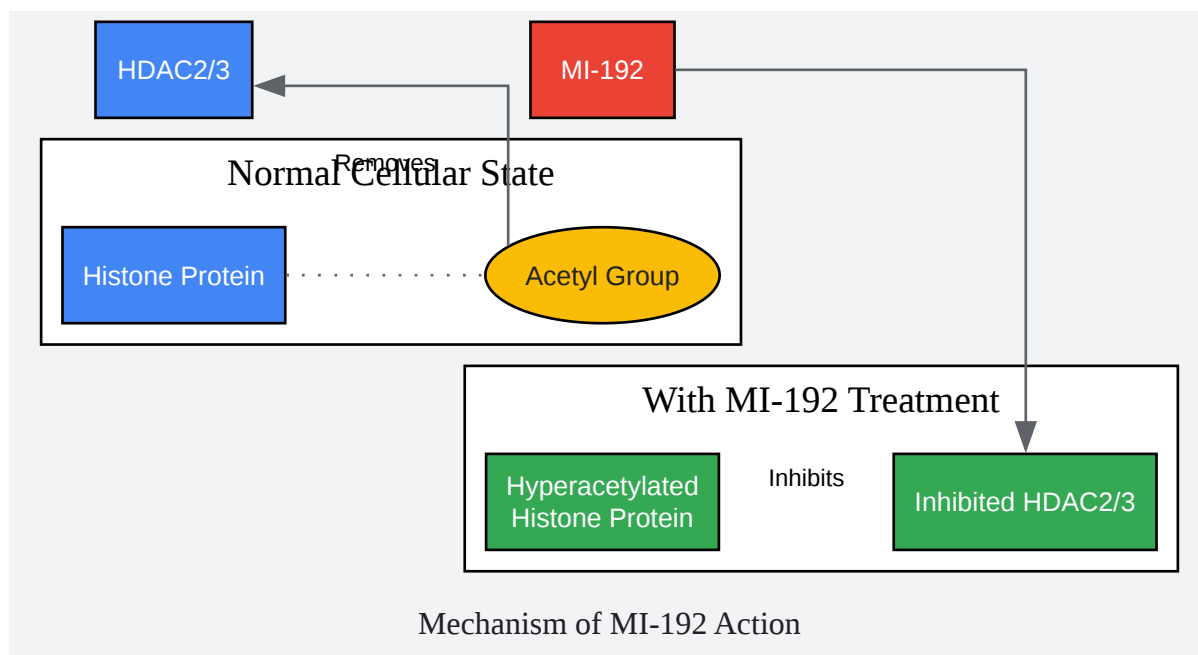 HDAC2/3
MI-192
Removes
Normal Cellular State
Histone Protein
Acetyl Group
With MI-192 Treatment
Hyperacetylated
Histone Protein
Inhibits
Inhibited HDAC2/3
Mechanism of MI-192 Action